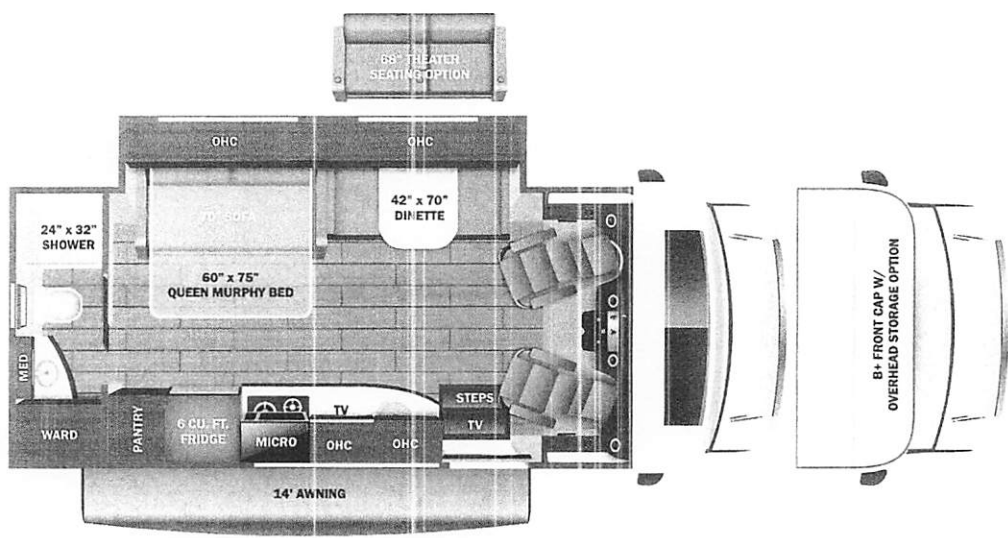 68" THEATER
SEATING OPTION
OHC
OHC
24" x 32"
SHOWER
70" SOFA
42" x 70"
DINETTE
60" x 75"
QUEEN MURPHY BED
B+ FRONT CAP W/
OVERHEAD STORAGE OPTION
MED
WARD
PANTRY
6 CU. FT.
FRIDGE
MICRO
TV
OHC
OHC
STEPS
TV
14' AWNING